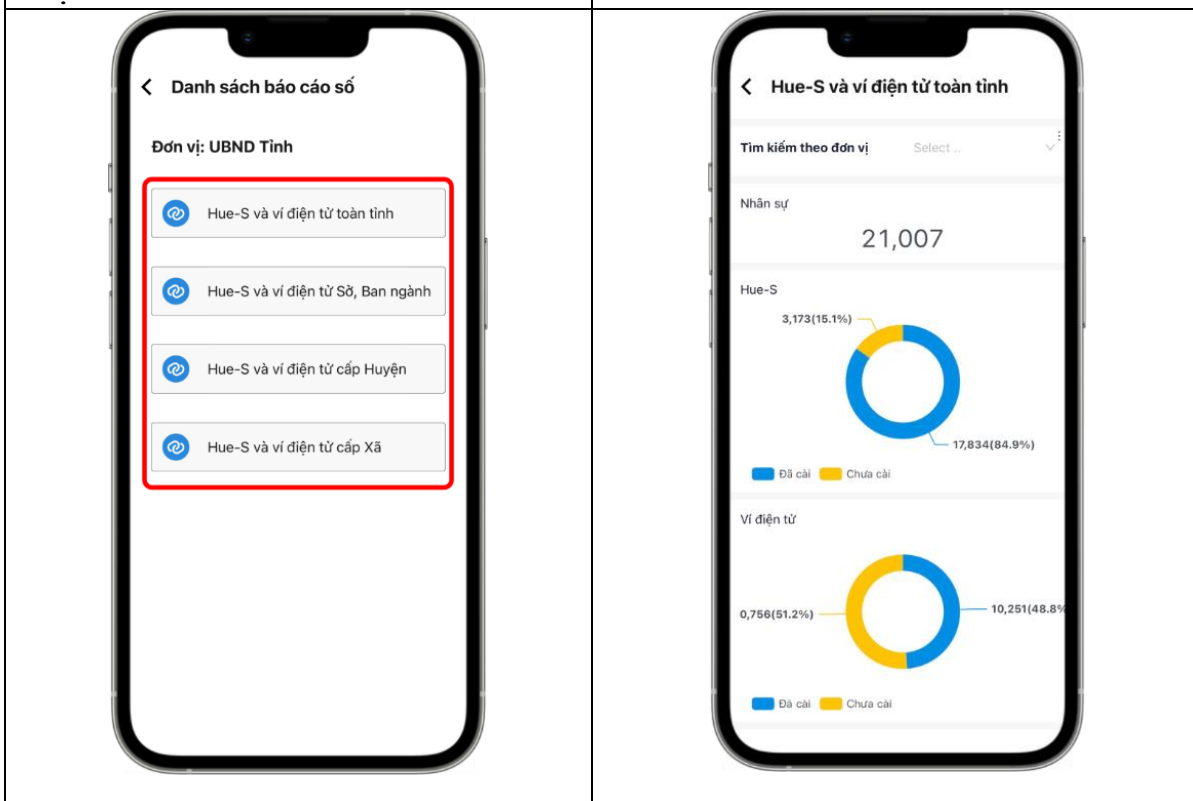 Danh sách báo cáo số
Đơn vị: UBND Tỉnh
Hue-S và ví điện tử toàn tỉnh
Hue-S và ví điện tử Sở, Ban ngành
Hue-S và ví điện tử cấp Huyện
Hue-S và ví điện tử cấp Xã
Hue-S và ví điện tử toàn tỉnh
Tìm kiếm theo đơn vị Select ..
Nhân sự
21,007
Hue-S
3,173(15.1%)
17,834(84.9%)
Đã cài Chưa cài
Ví điện tử
0,756(51.2%) 10,251(48.8%
Đã cài Chưa cài